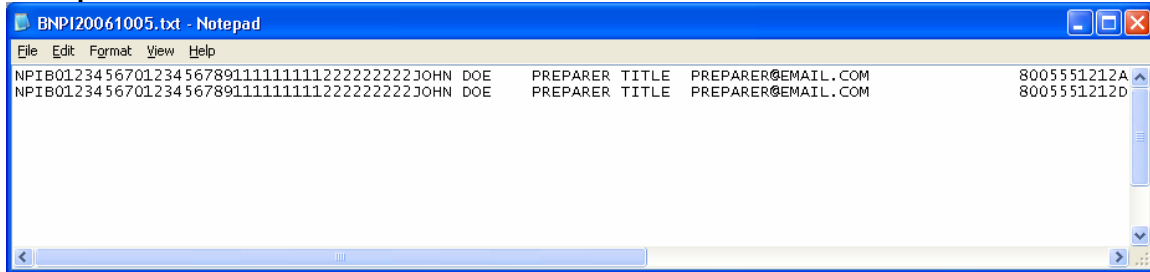 BNPI20061005.txt - Notepad
File Edit Format View Help
NPIB01234567012345678911111111112222222222JOHN DOE     PREPARER TITLE  PREPARER@EMAIL.COM                 8005551212A
NPIB01234567012345678911111111112222222222JOHN DOE     PREPARER TITLE  PREPARER@EMAIL.COM                 8005551212D